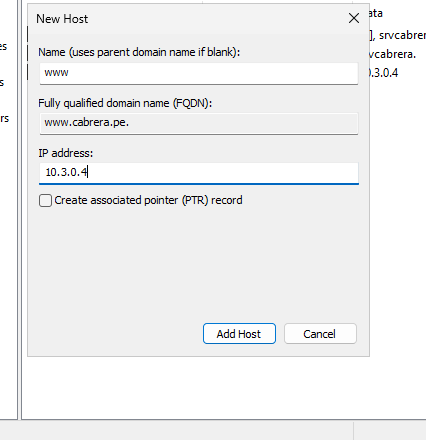 New Host
ata
Name (uses parent domain name if blank):
], srvcabrer
www
vcabrera.
es
0.3.0.4
Fully qualified domain name (FQDN):
s
www.cabrera.pe.
rs
IP address:
10.3.0.4
Create associated pointer (PTR) record
Add Host
Cancel